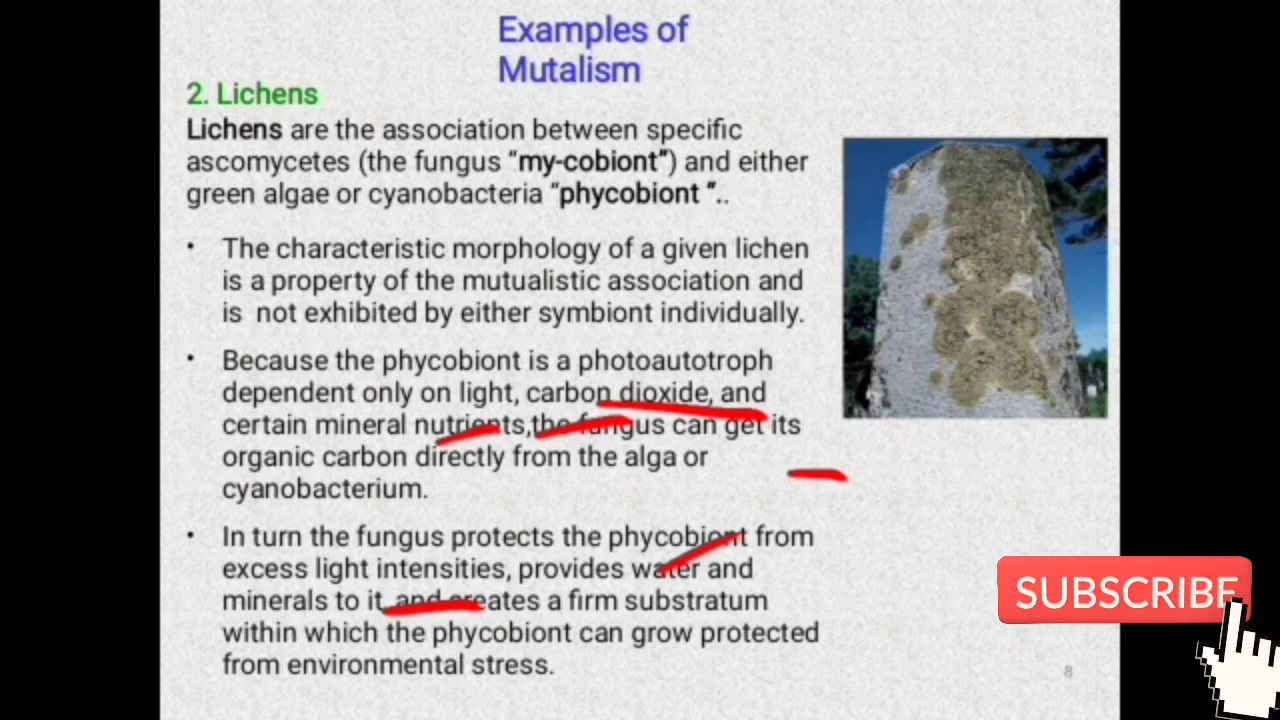 Examples of
Mutalism
2. Lichens
Lichens are the association between specific
ascomycetes (the fungus “my-cobiont”) and either
green algae or cyanobacteria “phycobiont “..
• The characteristic morphology of a given lichen
is a property of the mutualistic association and
is not exhibited by either symbiont individually.
• Because the phycobiont is a photoautotroph
dependent only on light, carbon dioxide, and
certain mineral nutrients,the fungus can get its
organic carbon directly from the alga or
cyanobacterium.
• In turn the fungus protects the phycobiont from
excess light intensities, provides water and
minerals to it, and creates a firm substratum
within which the phycobiont can grow protected
from environmental stress.
SUBSCRIBE
8